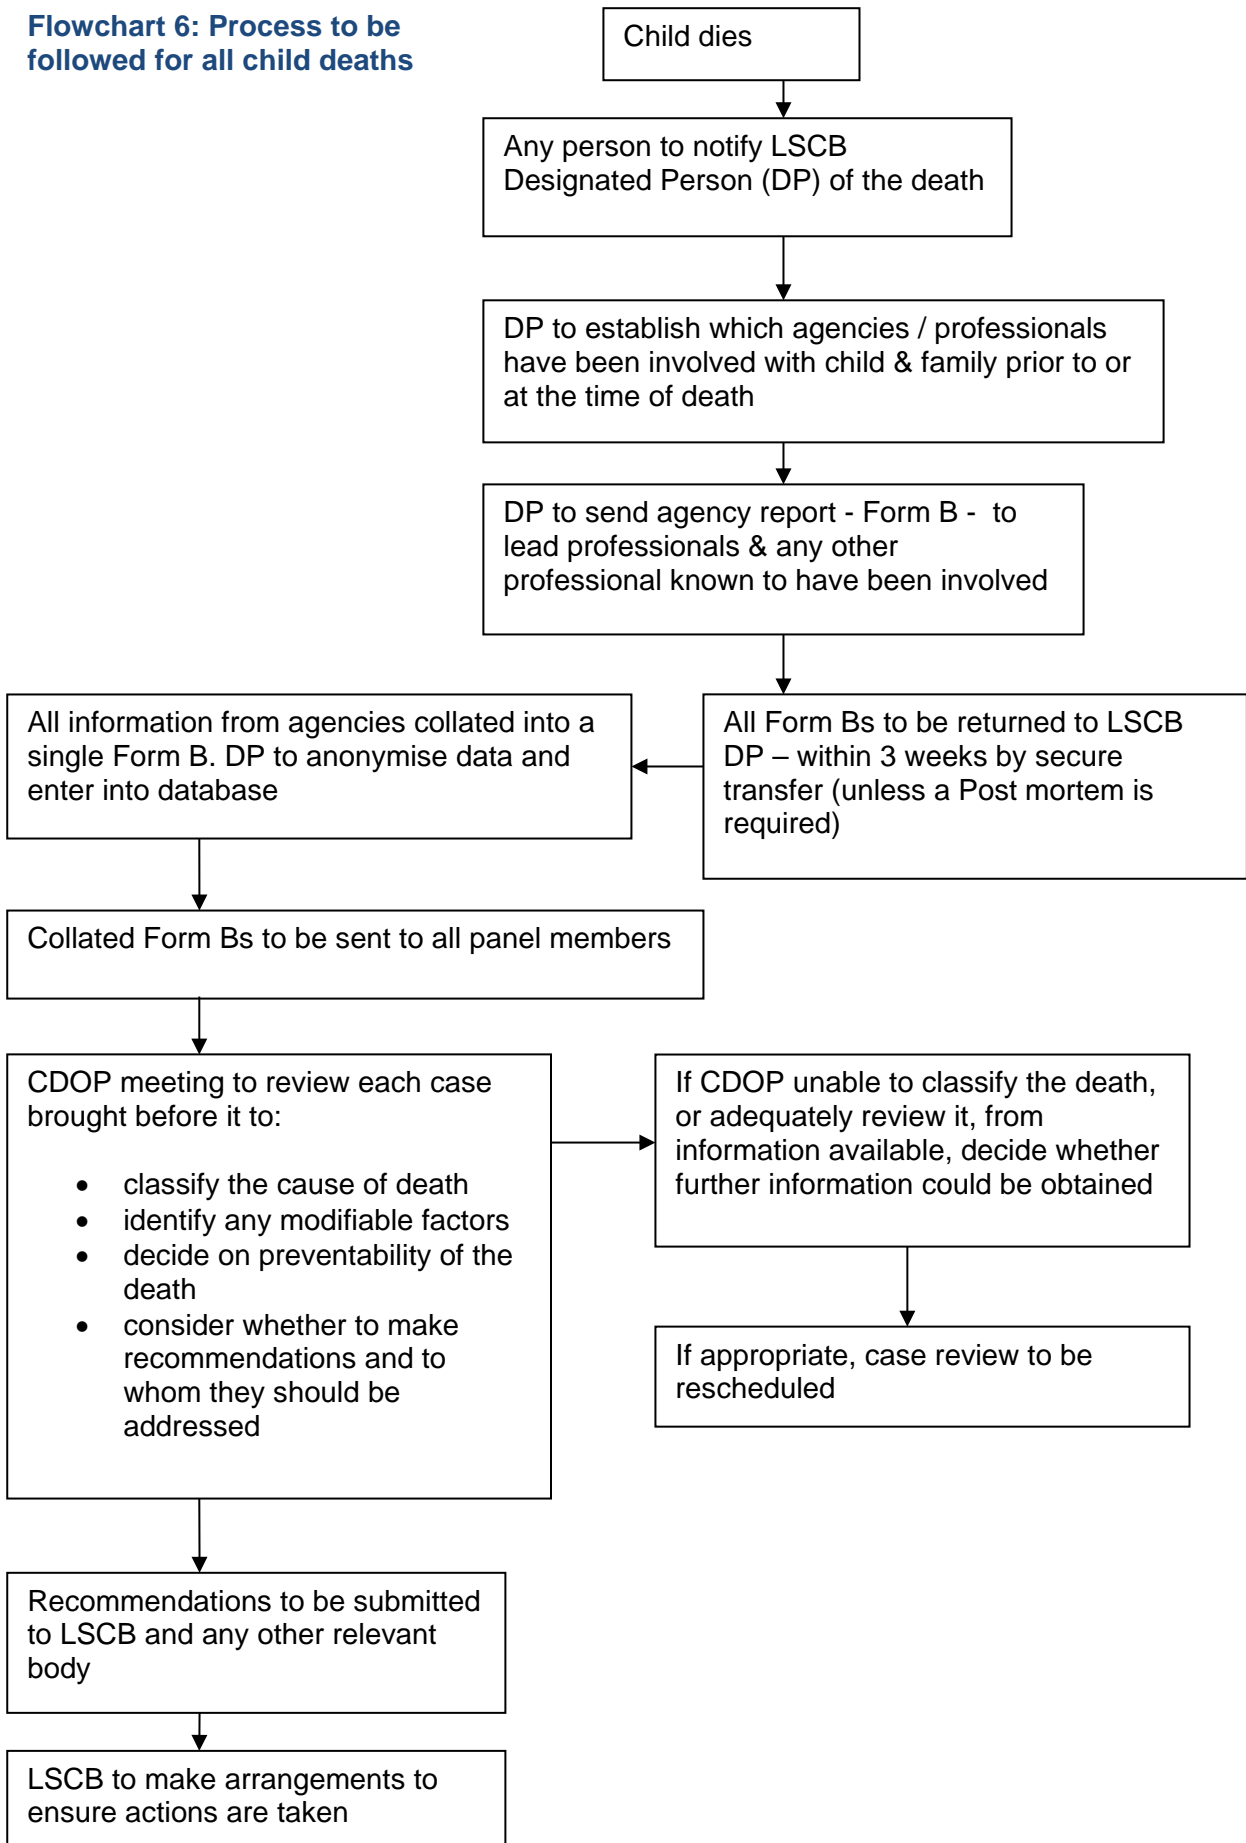 Flowchart 6: Process to be
followed for all child deaths
Child dies
Any person to notify LSCB
Designated Person (DP) of the death
DP to establish which agencies / professionals
have been involved with child & family prior to or
at the time of death
DP to send agency report - Form B -  to
lead professionals & any other
professional known to have been involved
All Form Bs to be returned to LSCB
DP – within 3 weeks by secure
transfer (unless a Post mortem is
required)
All information from agencies collated into a
single Form B. DP to anonymise data and
enter into database
Collated Form Bs to be sent to all panel members
CDOP meeting to review each case
brought before it to:
• classify the cause of death
• identify any modifiable factors
• decide on preventability of the
death
• consider whether to make
recommendations and to
whom they should be
addressed
If CDOP unable to classify the death,
or adequately review it, from
information available, decide whether
further information could be obtained
If appropriate, case review to be
rescheduled
Recommendations to be submitted
to LSCB and any other relevant
body
LSCB to make arrangements to
ensure actions are taken